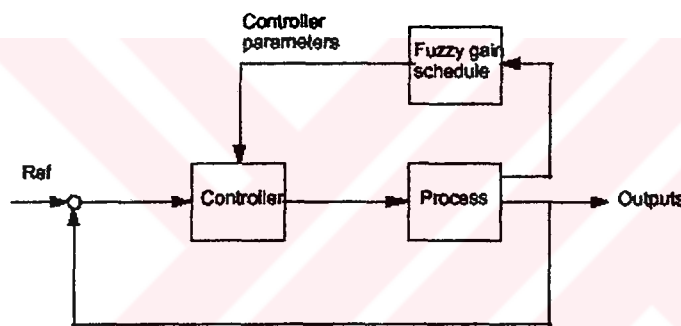 Controller
parameters
Fuzzy gain
schedule
Ref
Controller
Process
Outputs